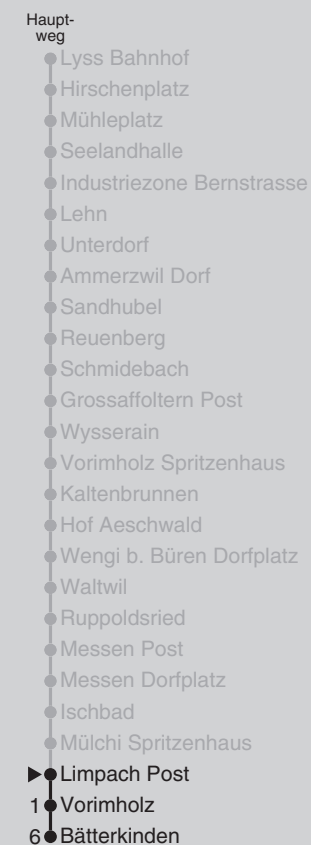 Haupt-
weg
Lyss Bahnhof
Hirschenplatz
Mühleplatz
Seelandhalle
Industriezone Bernstrasse
Lehn
Unterdorf
Ammerzwil Dorf
Sandhubel
Reuenberg
Schmidebach
Grossaffoltern Post
Wysserain
Vorimholz Spritzenhaus
Kaltenbrunnen
Hof Aeschwald
Wengi b. Büren Dorfplatz
Waltwil
Ruppoldsried
Messen Post
Messen Dorfplatz
Ischbad
Mülchi Spritzenhaus
Limpach Post
1 Vorimholz
6 Bätterkinden